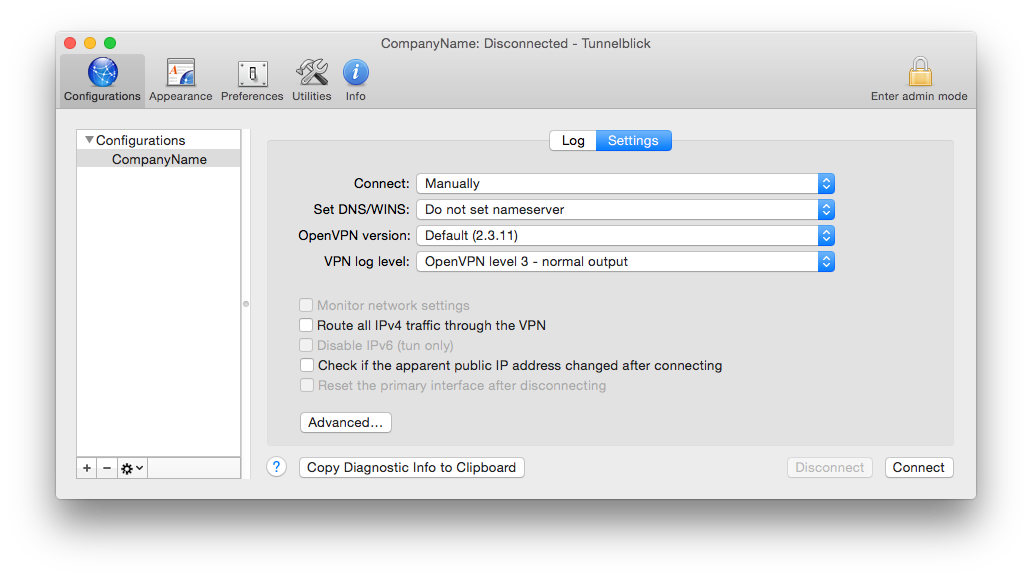 CompanyName: Disconnected - Tunnelblick
Configurations Appearance Preferences Utilities Info Enter admin mode
Configurations
CompanyName
Log Settings
Connect: Manually
Set DNS/WINS: Do not set nameserver
OpenVPN version: Default (2.3.11)
VPN log level: OpenVPN level 3 - normal output
Monitor network settings
Route all IPv4 traffic through the VPN
Disable IPv6 (tun only)
Check if the apparent public IP address changed after connecting
Reset the primary interface after disconnecting
Advanced...
+ − ? Copy Diagnostic Info to Clipboard Disconnect Connect